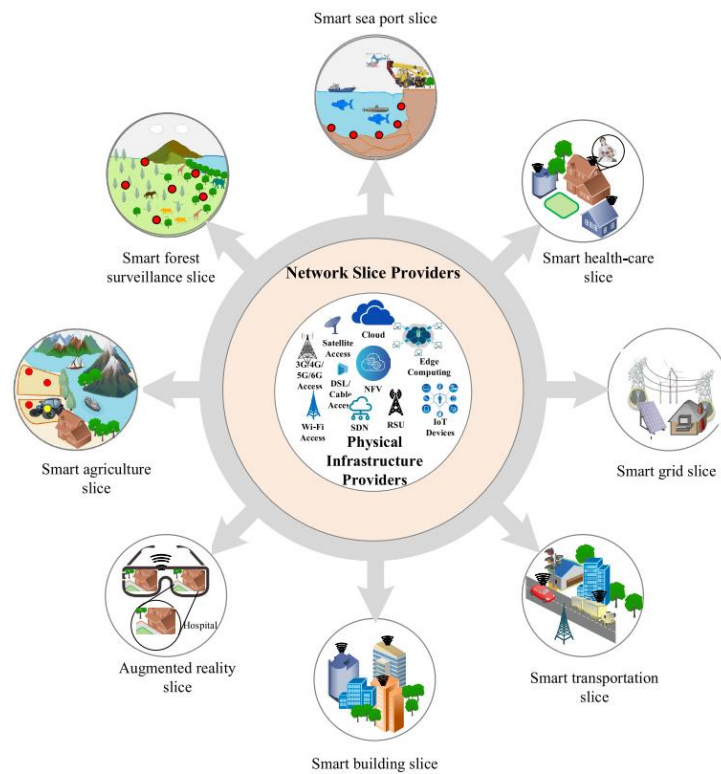 Smart sea port slice
Smart forest
surveillance slice
Smart health-care
slice
Network Slice Providers
Cloud
Satellite
Access
3G/4G/
5G/6G
Access
Edge
Computing
DSL/
Cable
Acces
NFV
Wi-Fi
Access
SDN
RSU
IoT
Devices
Physical
Infrastructure
Providers
Smart agriculture
slice
Smart grid slice
Hospital
Augmented reality
slice
Smart transportation
slice
Smart building slice